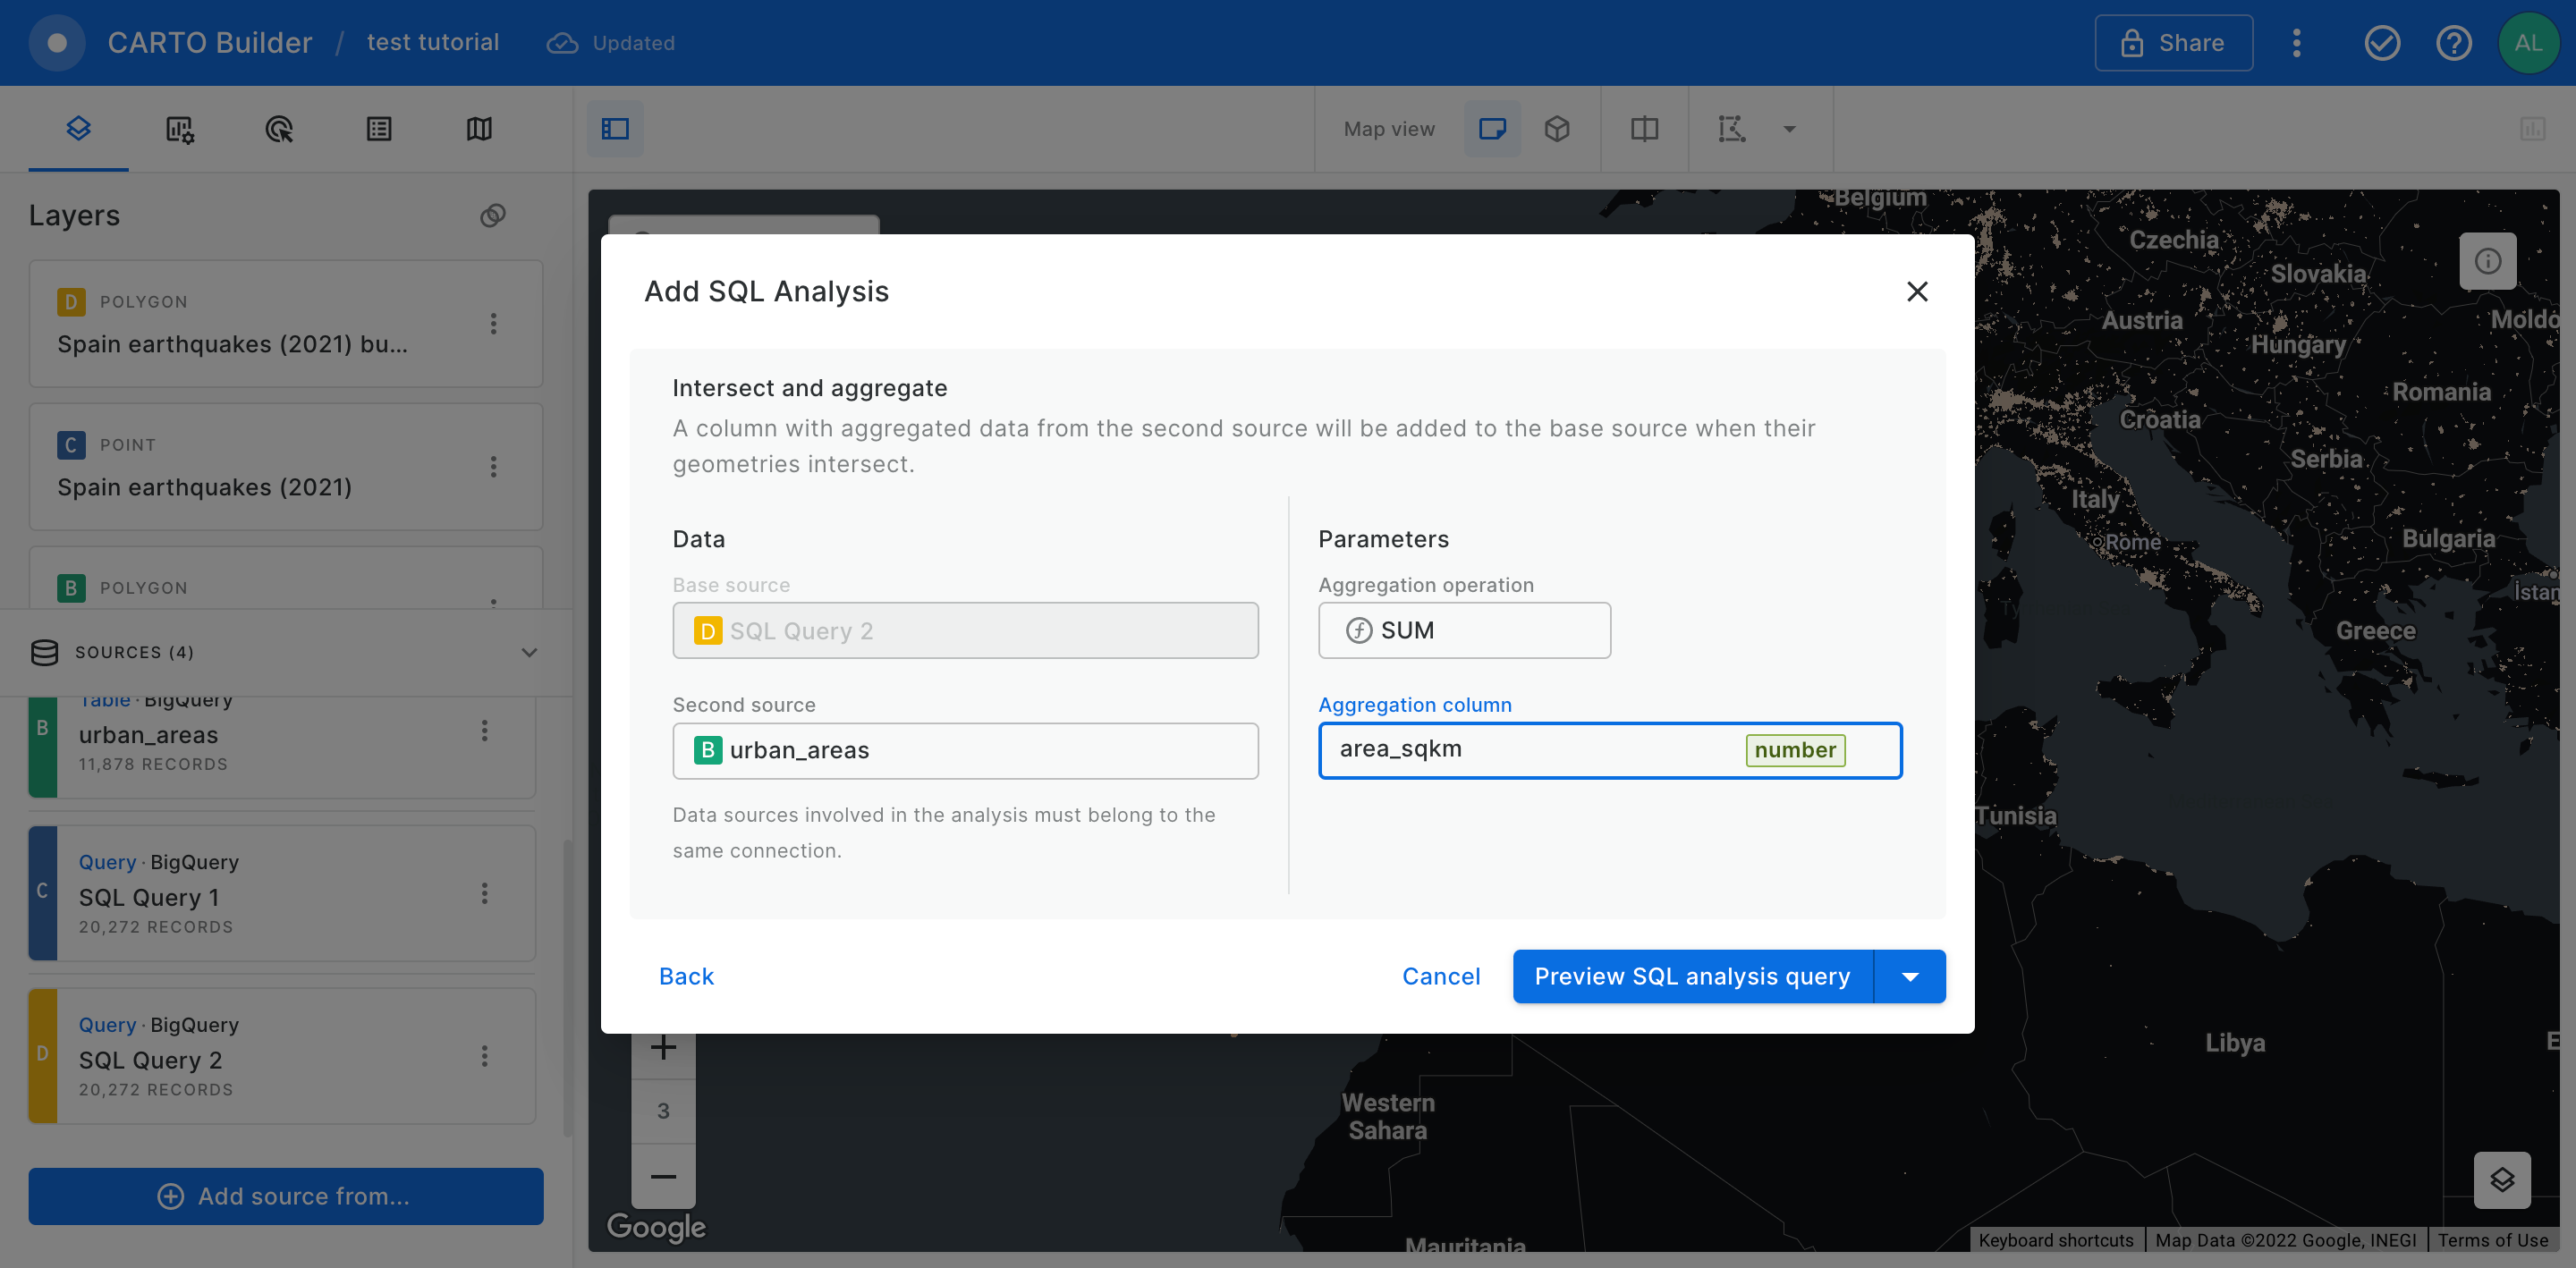 CARTO Builder / test tutorial Updated Share AL
Map view
Layers
D POLYGON
Spain earthquakes (2021) bu...
C POINT
Spain earthquakes (2021)
B POLYGON
SOURCES (4)
B
Table · BigQuery
urban_areas
11,878 RECORDS
C
Query · BigQuery
SQL Query 1
20,272 RECORDS
D
Query · BigQuery
SQL Query 2
20,272 RECORDS
Add source from...
Add SQL Analysis
Intersect and aggregate
A column with aggregated data from the second source will be added to the base source when their
geometries intersect.
Data
Base source
D SQL Query 2
Second source
B urban_areas
Data sources involved in the analysis must belong to the
same connection.
Parameters
Aggregation operation
SUM
Aggregation column
area_sqkm number
Back
Cancel
Preview SQL analysis query
Belgium
Czechia
Slovakia
Austria
Moldo
Hungary
Romania
Croatia
Serbia
Italy
Rome
Bulgaria
Istan
Greece
Tunisia
Libya
E
Western
Sahara
Mauritania
3
Google
Keyboard shortcuts
Map Data ©2022 Google, INEGI
Terms of Use